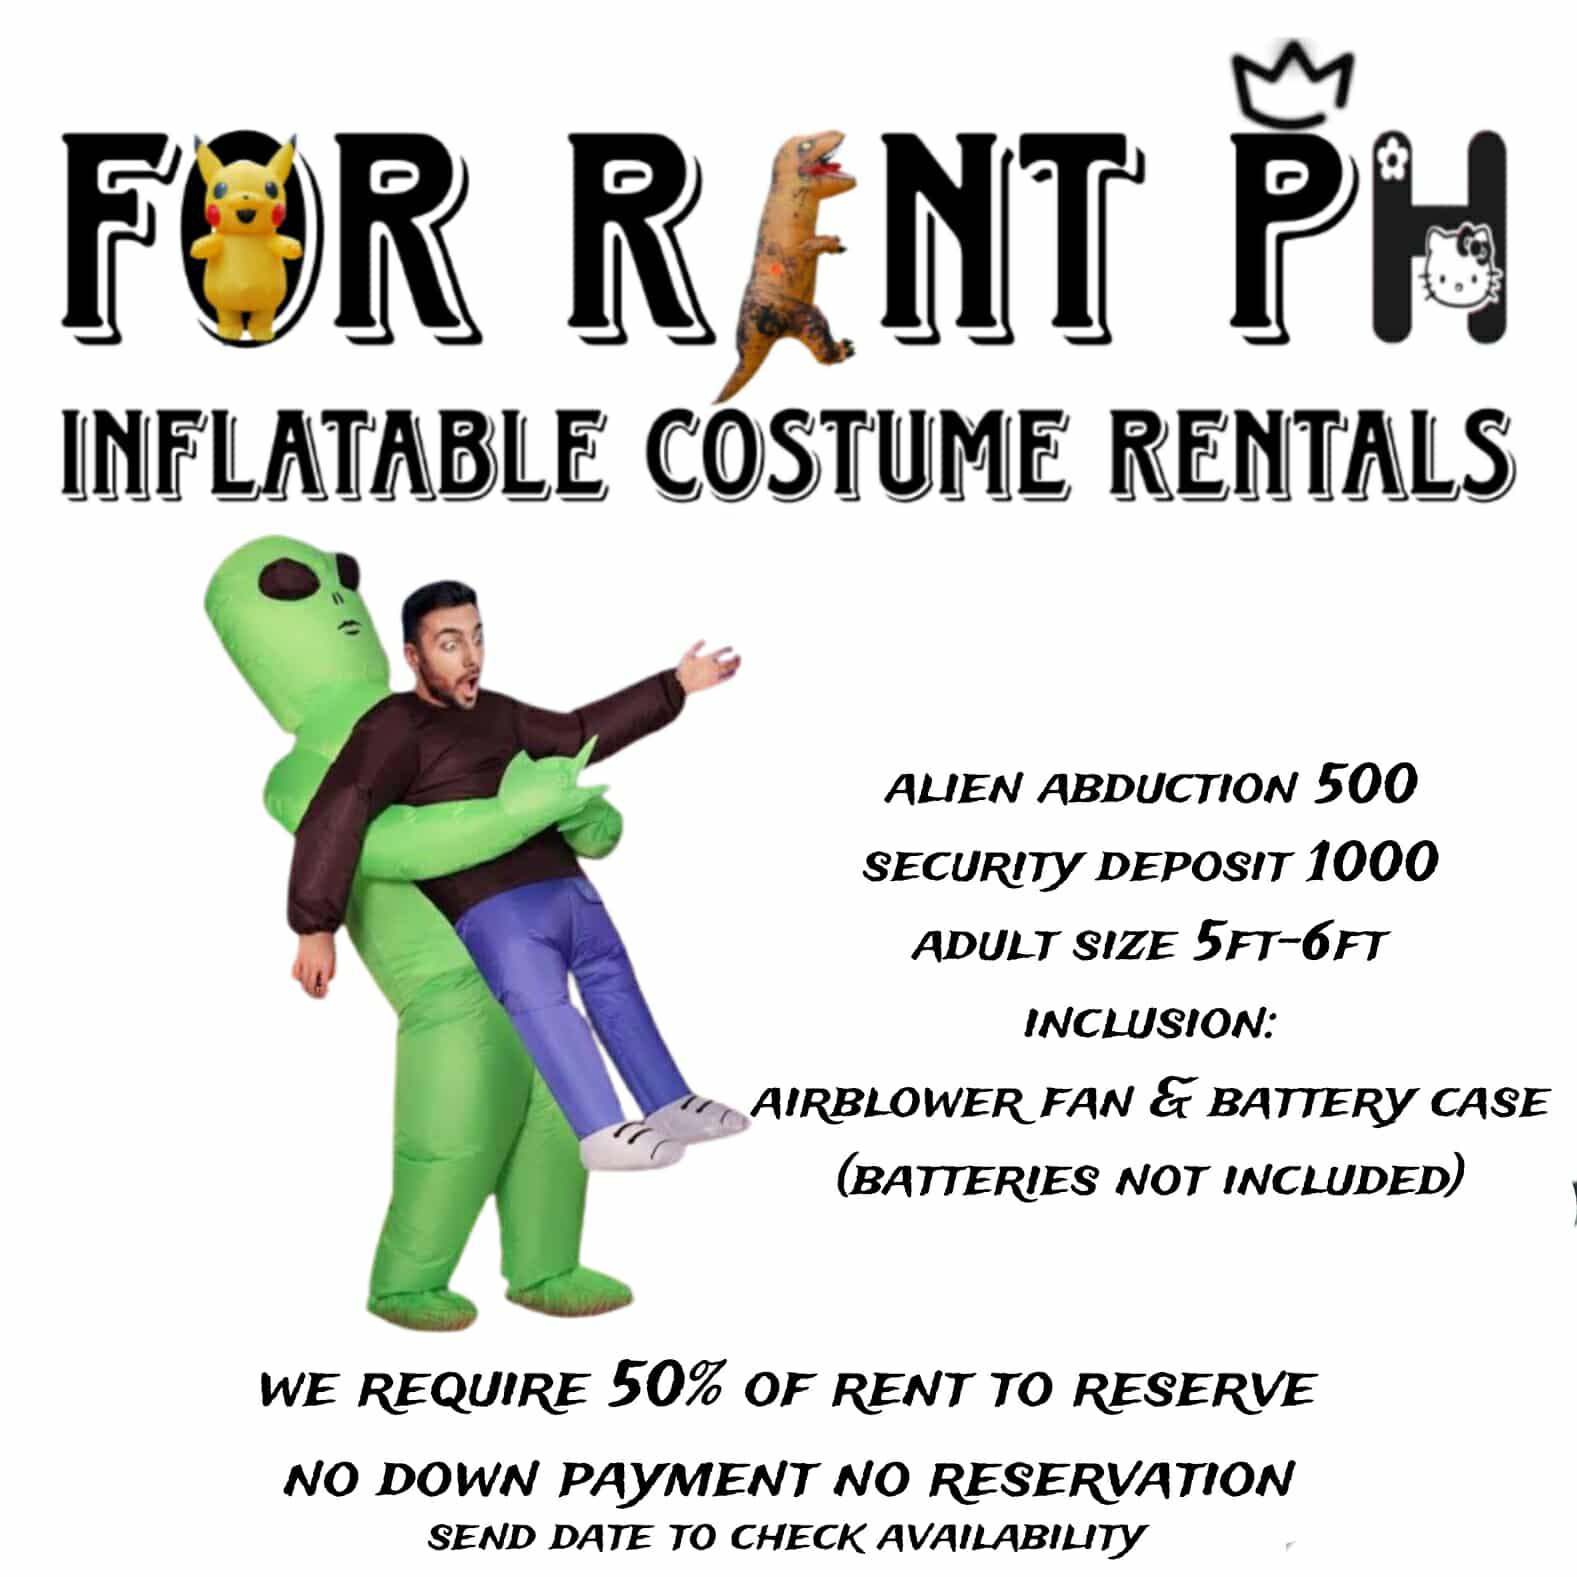 FOR RENT PH
INFLATABLE COSTUME RENTALS
ALIEN ABDUCTION 500
SECURITY DEPOSIT 1000
ADULT SIZE 5FT-6FT
INCLUSION:
AIRBLOWER FAN & BATTERY CASE
(BATTERIES NOT INCLUDED)
WE REQUIRE 50% OF RENT TO RESERVE
NO DOWN PAYMENT NO RESERVATION
SEND DATE TO CHECK AVAILABILITY